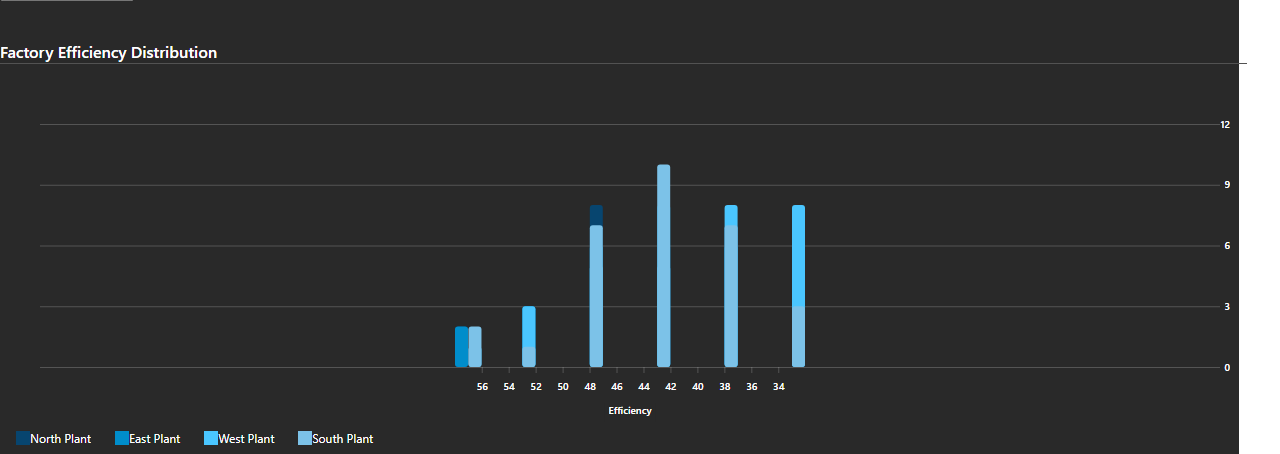 Factory Efficiency Distribution
12
9
6
3
0
56 54 52 50 48 46 44 42 40 38 36 34
Efficiency
North Plant East Plant West Plant South Plant